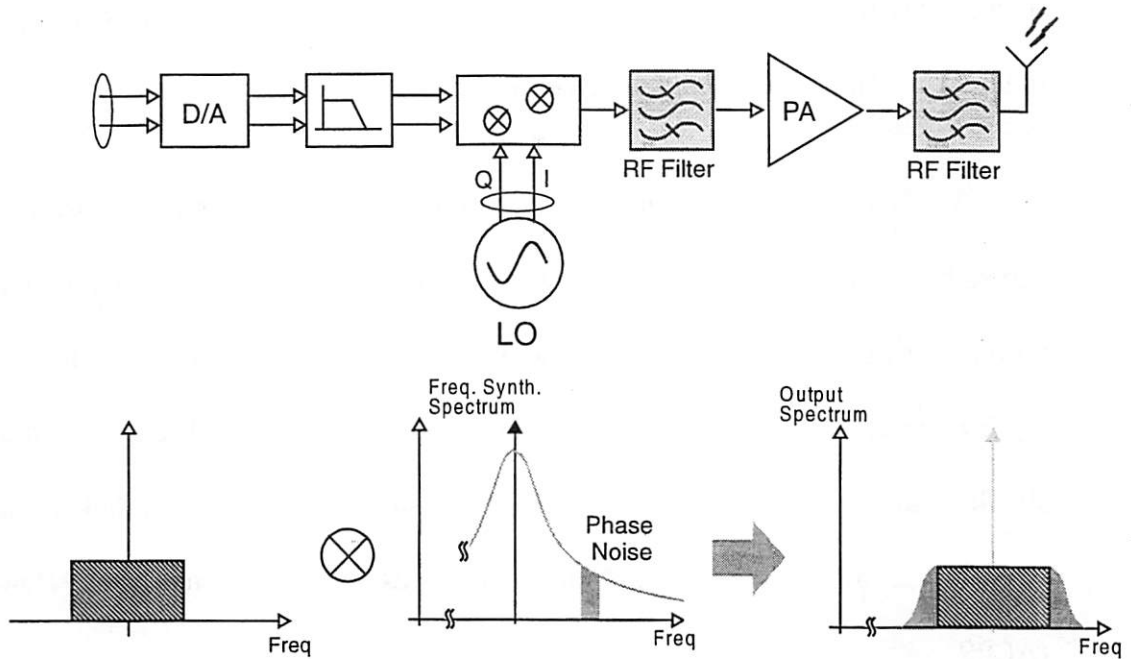 D/A
PA
RF Filter
RF Filter
Q
I
LO
Freq. Synth.
Spectrum
Output
Spectrum
Phase
Noise
Freq
Freq
Freq